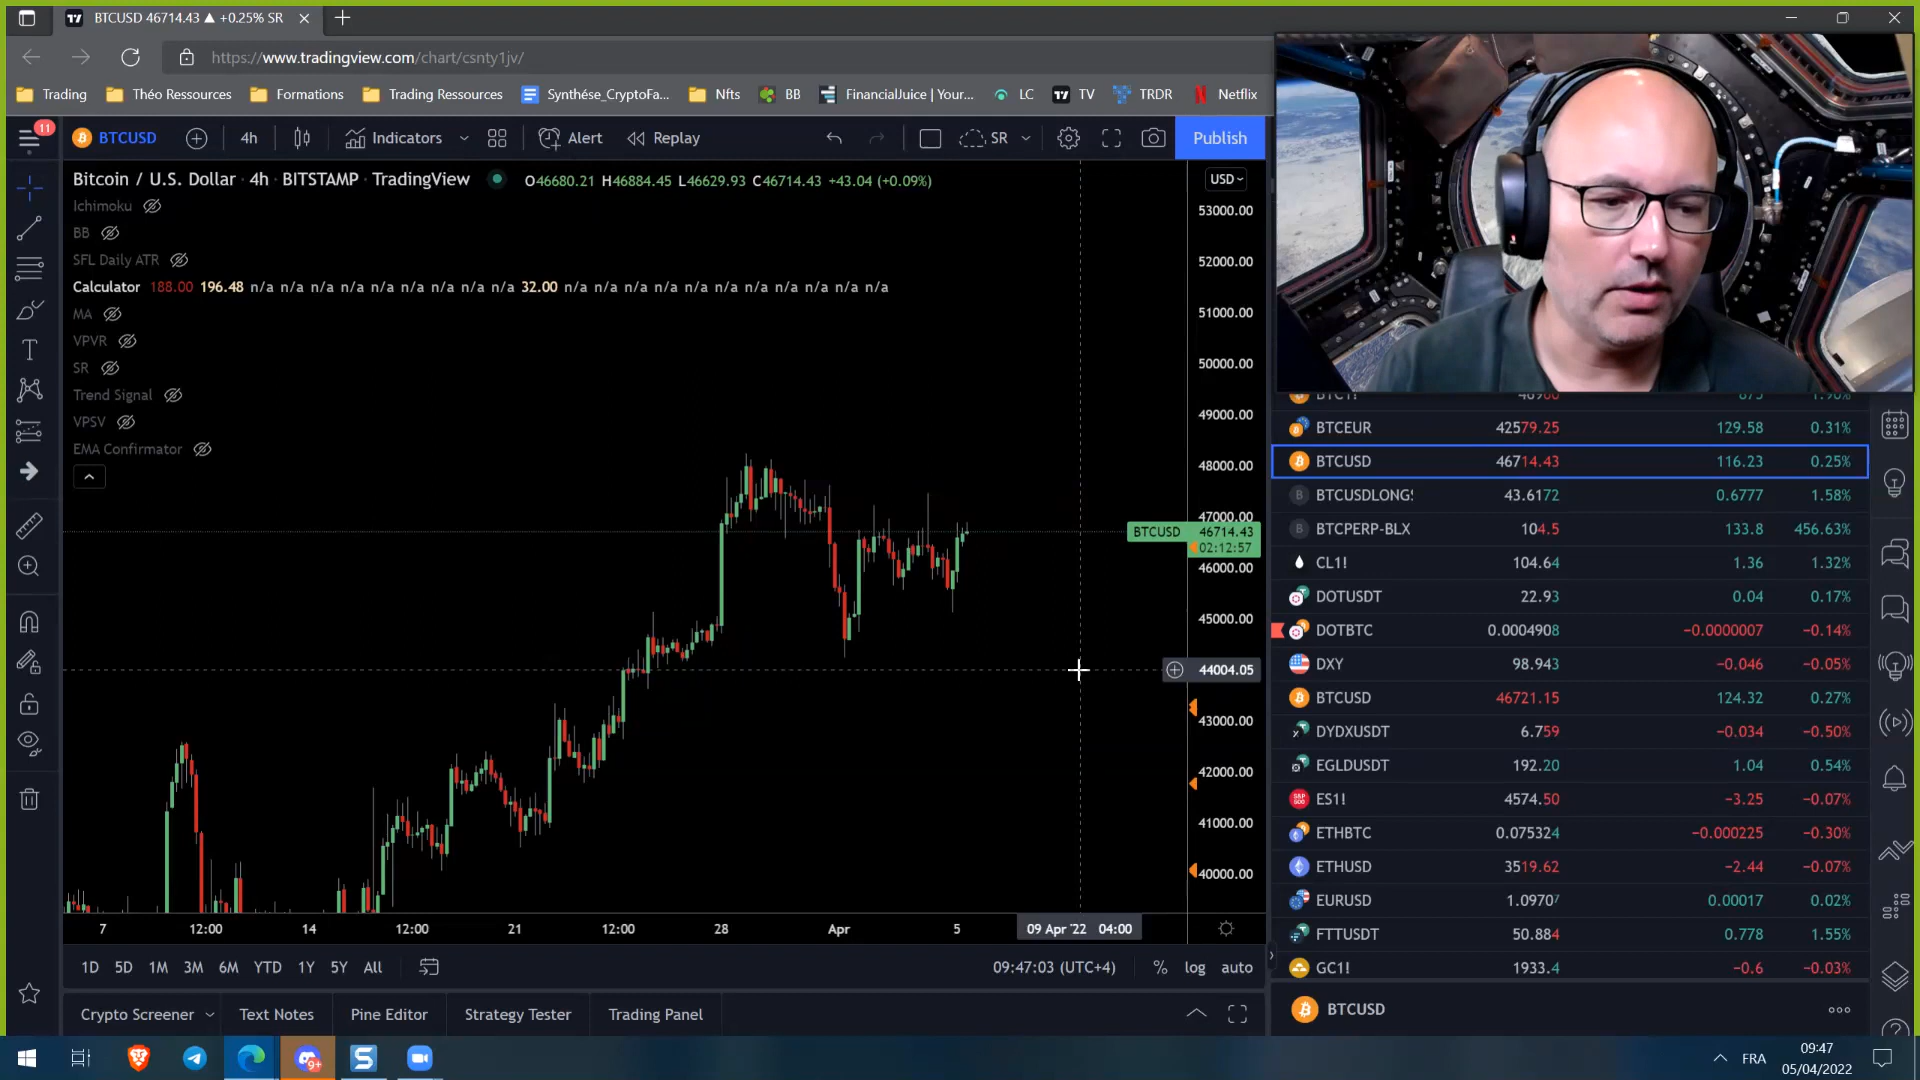 BTCUSD 46714.43 ▲ +0.25% SR
https://www.tradingview.com/chart/csnty1jv/
Trading
Théo Ressources
Formations
Trading Ressources
Synthése_CryptoFa...
Nfts
BB
FinancialJuice | Your...
LC
TV
TRDR
Netflix
11
BTCUSD
4h
Indicators
Alert
Replay
SR
Publish
Bitcoin / U.S. Dollar · 4h · BITSTAMP · TradingView
O46680.21 H46884.45 L46629.93 C46714.43 +43.04 (+0.09%)
USD
Ichimoku
BB
SFL Daily ATR
Calculator 188.00 196.48 n/a n/a n/a n/a n/a n/a n/a n/a n/a 32.00 n/a n/a n/a n/a n/a n/a n/a n/a n/a n/a n/a
MA
VPVR
SR
Trend Signal
VPSV
EMA Confirmator
53000.00
52000.00
51000.00
50000.00
49000.00
48000.00
47000.00
BTCUSD 46714.43
02:12:57
46000.00
45000.00
44004.05
43000.00
42000.00
41000.00
40000.00
7
12:00
14
12:00
21
12:00
28
Apr
5
09 Apr '22 04:00
1D 5D 1M 3M 6M YTD 1Y 5Y All
09:47:03 (UTC+4)
% log auto
Crypto Screener
Text Notes
Pine Editor
Strategy Tester
Trading Panel
BTCEUR 42579.25 129.58 0.31%
BTCUSD 46714.43 116.23 0.25%
BTCUSDLONG 43.6172 0.6777 1.58%
BTCPERP-BLX 104.5 133.8 456.63%
CL1! 104.64 1.36 1.32%
DOTUSDT 22.93 0.04 0.17%
DOTBTC 0.0004908 −0.0000007 −0.14%
DXY 98.943 −0.046 −0.05%
BTCUSD 46721.15 124.32 0.27%
DYDXUSDT 6.759 −0.034 −0.50%
EGLDUSDT 192.20 1.04 0.54%
ES1! 4574.50 −3.25 −0.07%
ETHBTC 0.075324 −0.000225 −0.30%
ETHUSD 3519.62 −2.44 −0.07%
EURUSD 1.09707 0.00017 0.02%
FTTUSDT 50.884 0.778 1.55%
GC1! 1933.4 −0.6 −0.03%
BTCUSD
9+
FRA
09:47
05/04/2022